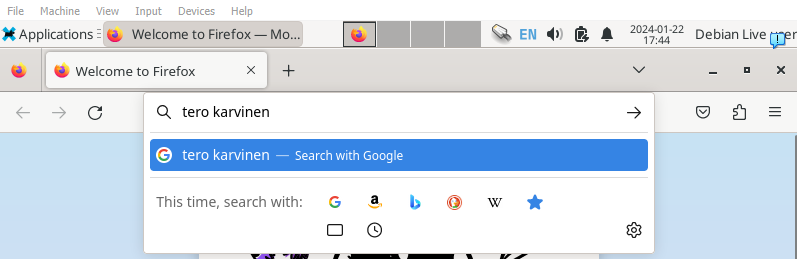 File Machine View Input Devices Help
Applications Welcome to Firefox — Mo... EN 2024-01-22 Debian Live user
17:44
Welcome to Firefox
tero karvinen
tero karvinen — Search with Google
This time, search with: